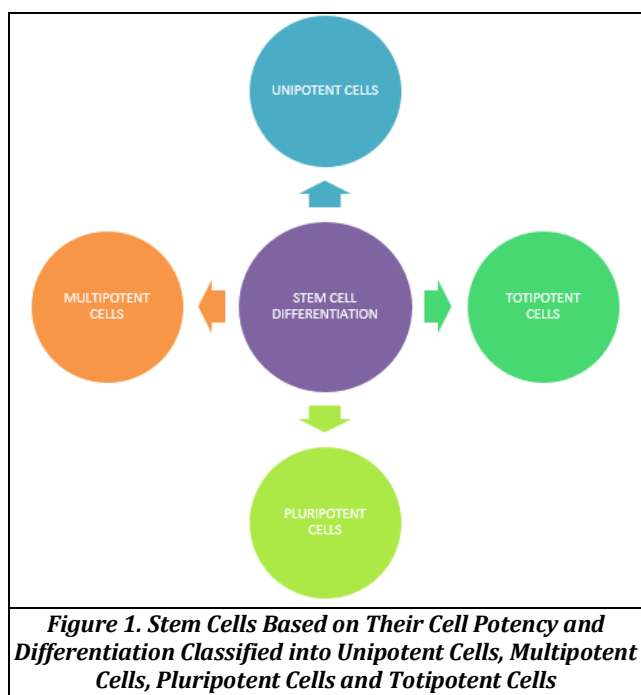 UNIPOTENT CELLS
MULTIPOTENT
CELLS
STEM CELL
DIFFERENTIATION
TOTIPOTENT
CELLS
PLURIPOTENT
CELLS
Figure 1. Stem Cells Based on Their Cell Potency and
Differentiation Classified into Unipotent Cells, Multipotent
Cells, Pluripotent Cells and Totipotent Cells